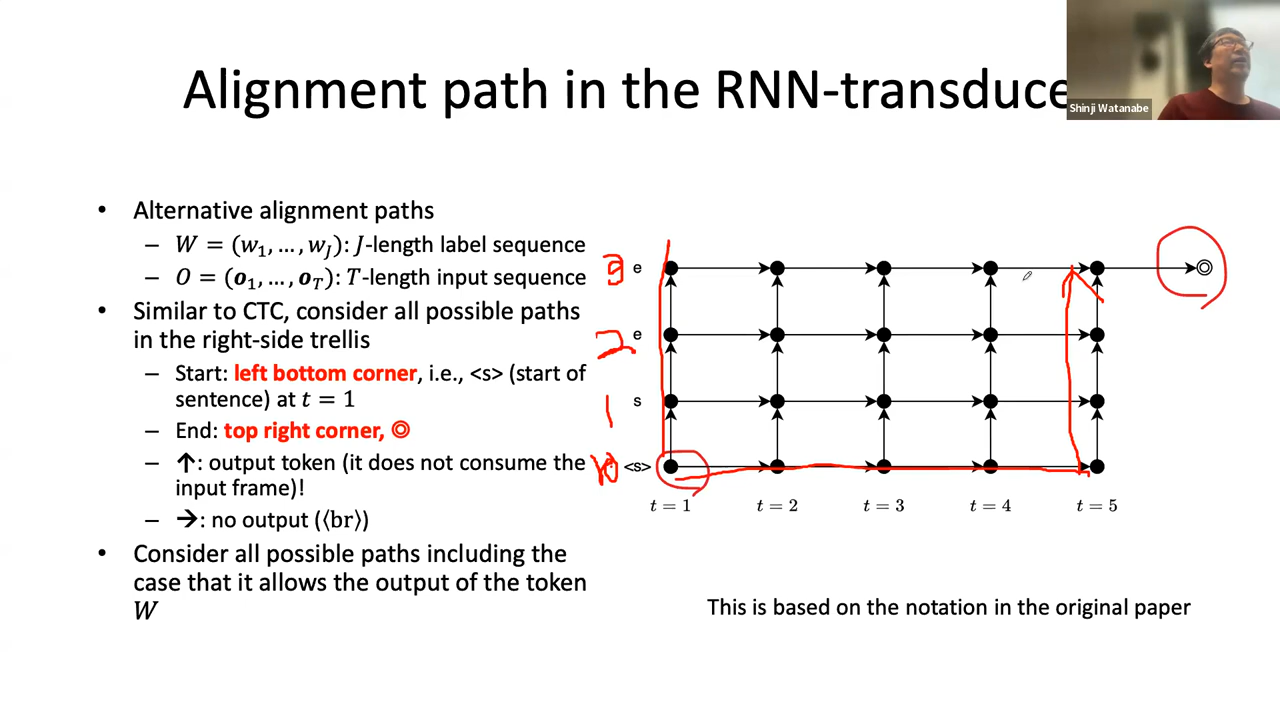 Alignment path in the RNN-transduce
Shinji Watanabe
• Alternative alignment paths
– W = (w₁, … , w_J): J-length label sequence
– O = (o₁, … , o_T): T-length input sequence
• Similar to CTC, consider all possible paths
in the right-side trellis
– Start: left bottom corner, i.e., <s> (start of
sentence) at t = 1
– End: top right corner, ◎
– ↑: output token (it does not consume the
input frame)!
– →: no output (⟨br⟩)
• Consider all possible paths including the
case that it allows the output of the token
W
3 e
2 e
1 s
0 <s>
t = 1 t = 2 t = 3 t = 4 t = 5
This is based on the notation in the original paper